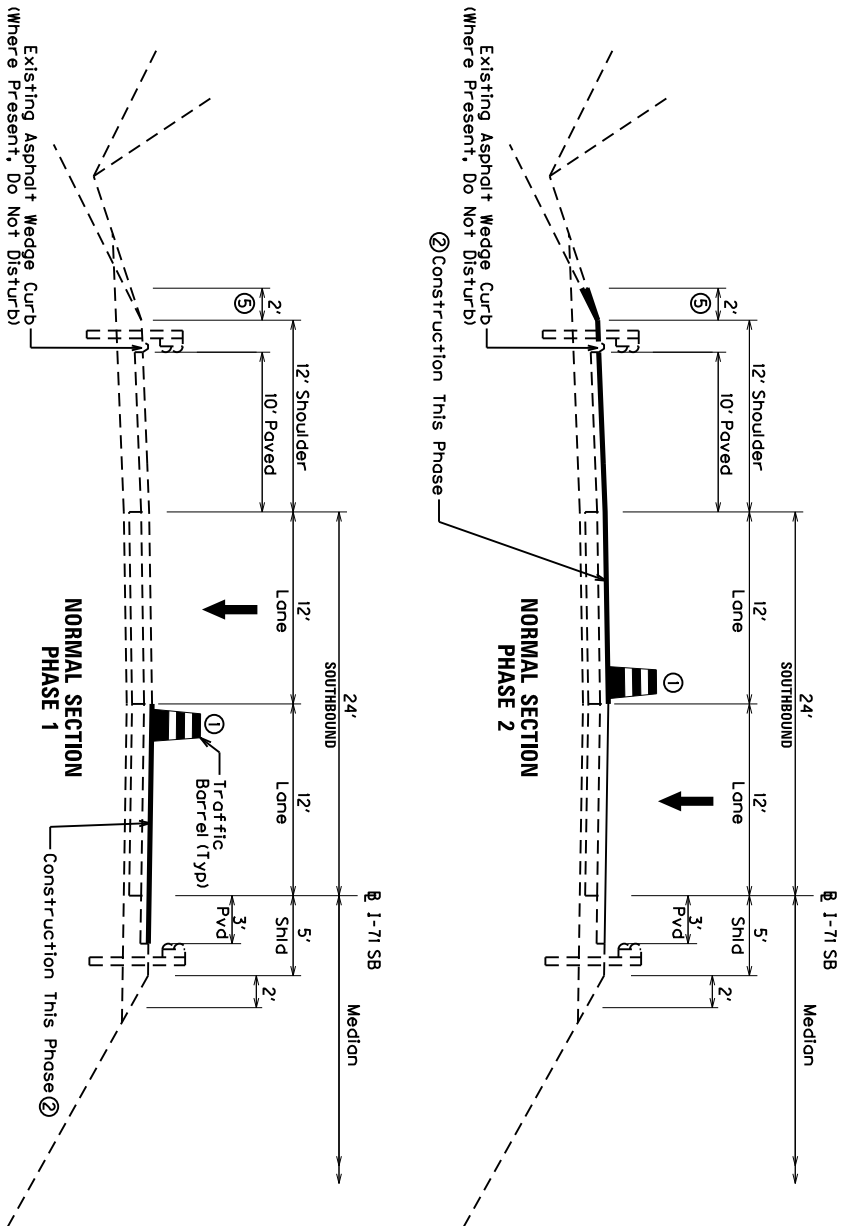 ℄ I-71 SB
24'
SOUTHBOUND
Median
12' Shoulder
12'
Lane
12'
Lane
5'
Shld
2'
⑤
10' Paved
3'
Pvd
2'
①
Existing Asphalt Wedge Curb
(Where Present, Do Not Disturb)
② Construction This Phase
NORMAL SECTION
PHASE 2
℄ I-71 SB
24'
SOUTHBOUND
Median
12' Shoulder
12'
Lane
12'
Lane
5'
Shld
2'
⑤
10' Paved
3'
Pvd
2'
①
Traffic
Barrel (Typ)
Existing Asphalt Wedge Curb
(Where Present, Do Not Disturb)
Construction This Phase ②
NORMAL SECTION
PHASE 1